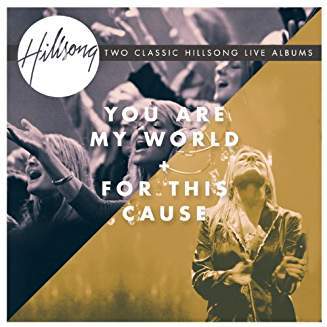 Hillsong
TWO CLASSIC HILLSONG LIVE ALBUMS
YOU ARE
MY WORLD
+
FOR THIS
CAUSE